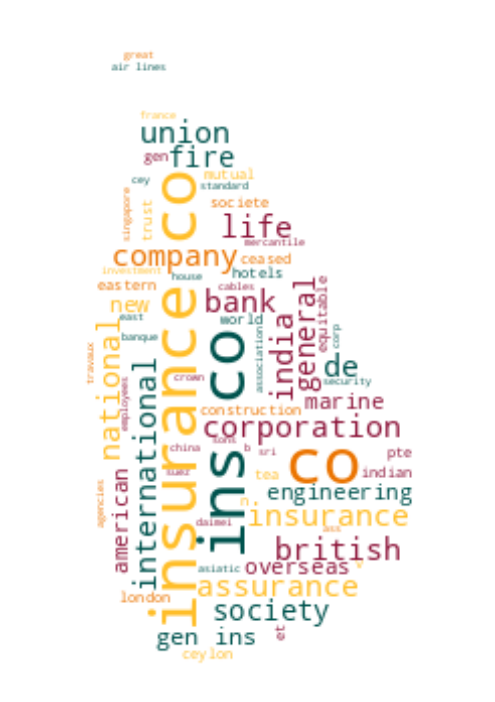 great
air lines
france
union
gen
fire
cey
mutual
standard
singapore
trust
societe
life
mercantile
company
ceased
investment
house
hotels
eastern
cables
new
bank
east
world
insurance co
ins co
national
banque
association
india
general
equitable
corp
travaux
employees
crown
de
security
international
construction
marine
corporation
sons
china
b
sri
co
pte
suez
tea
indian
american
agencies
n.
engineering
insurance
daimei
ass
british
asiatic
overseas
v
assurance
london
society
gen ins
et
ceylon